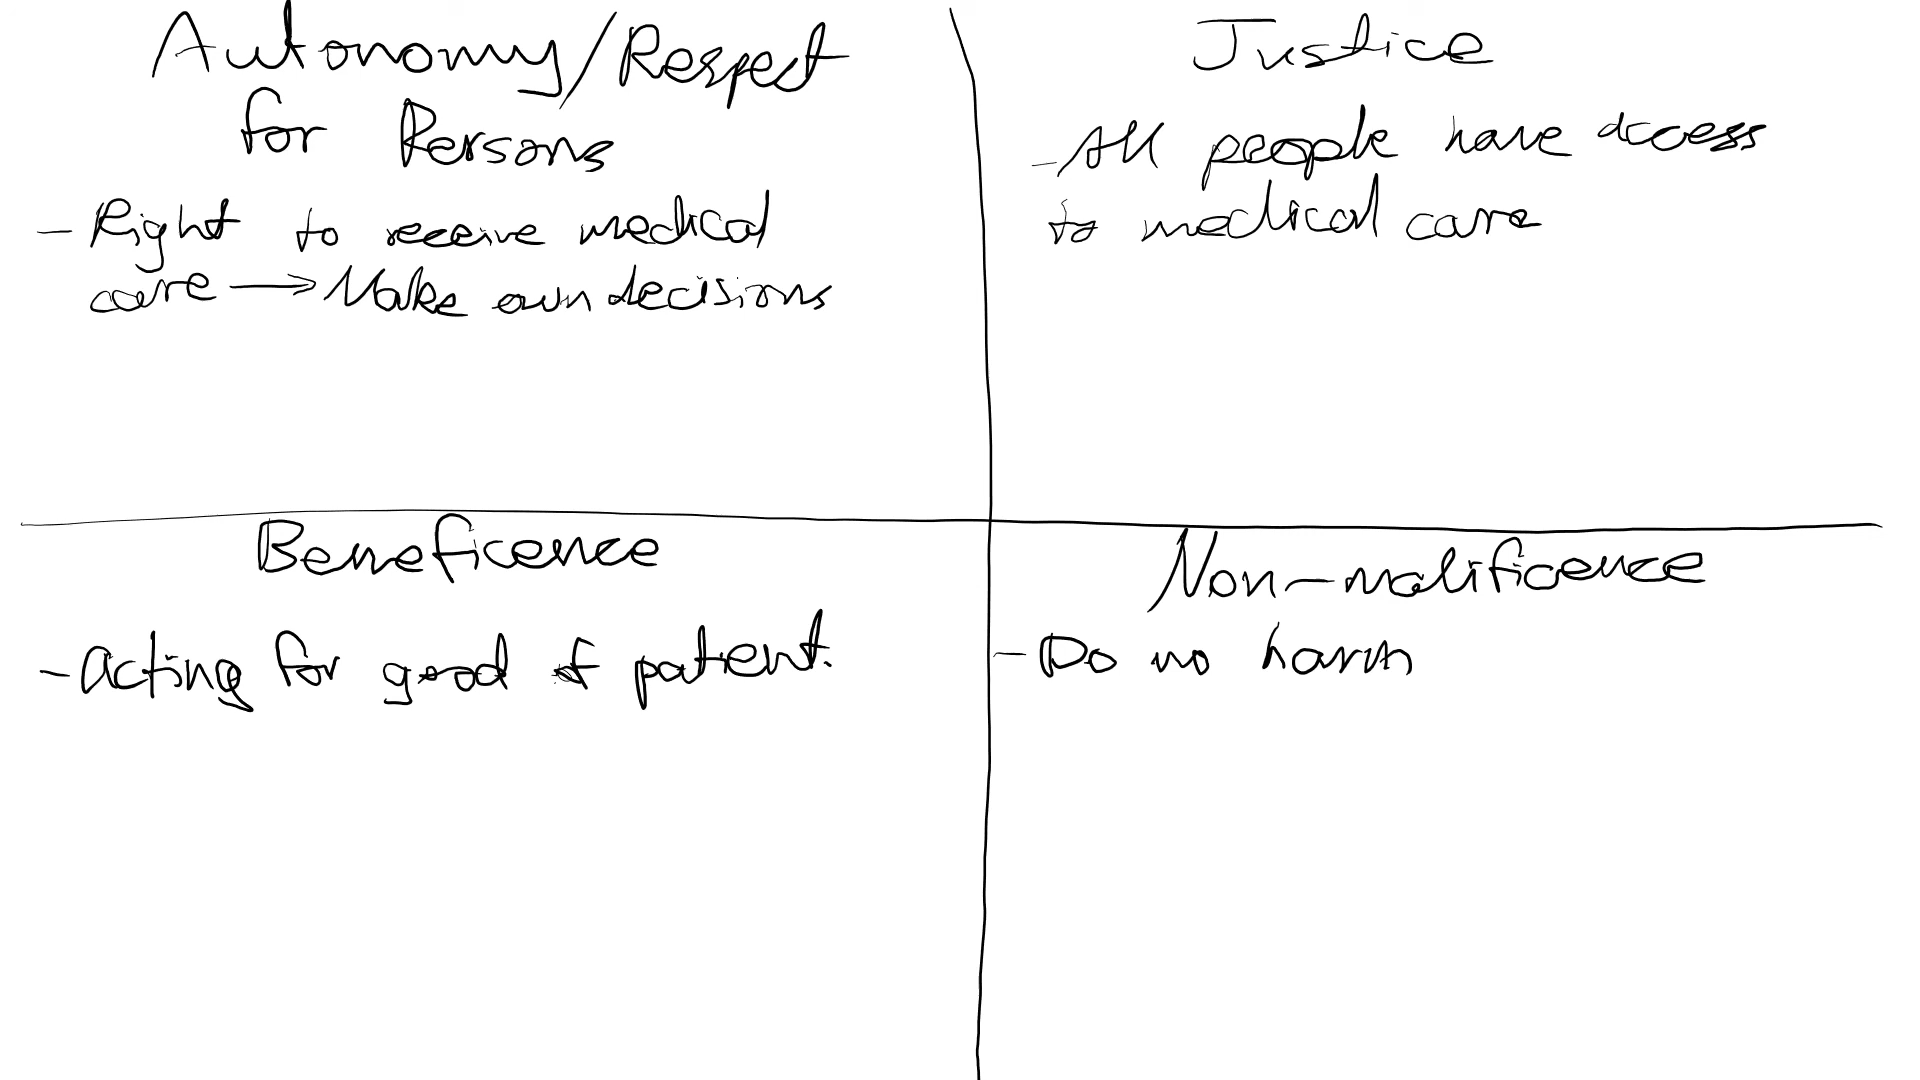 Autonomy/Respect
for Persons
- Right to receive medical
care → Make own decisions
Justice
- All people have access
to medical care
Beneficence
- Acting for good of patient.
Non-malificence
- Do no harm